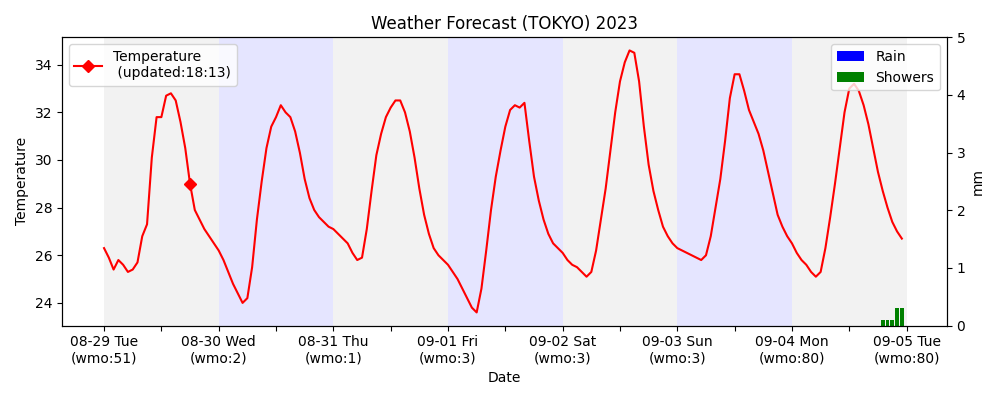 Weather Forecast (TOKYO) 2023
Temperature
(updated:18:13)
Rain
Showers
34
32
30
28
26
24
Temperature
5
4
3
2
1
0
mm
08-29 Tue 08-30 Wed 08-31 Thu 09-01 Fri 09-02 Sat 09-03 Sun 09-04 Mon 09-05 Tue
(wmo:51) (wmo:2) (wmo:1) (wmo:3) (wmo:3) (wmo:3) (wmo:80) (wmo:80)
Date